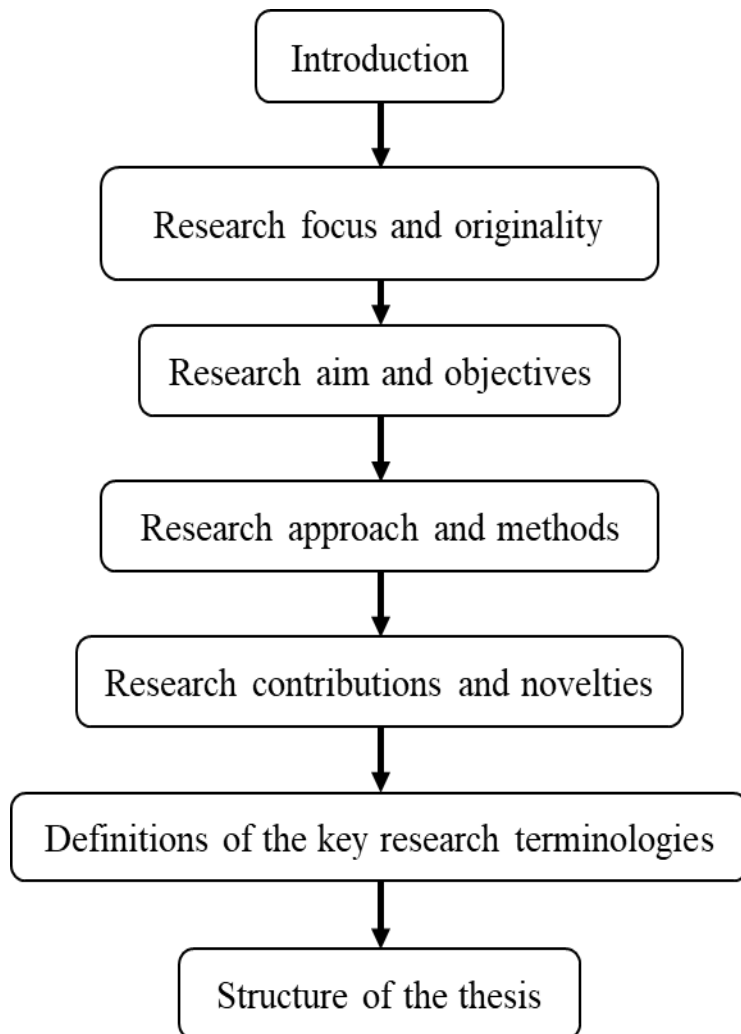 Introduction
Research focus and originality
Research aim and objectives
Research approach and methods
Research contributions and novelties
Definitions of the key research terminologies
Structure of the thesis